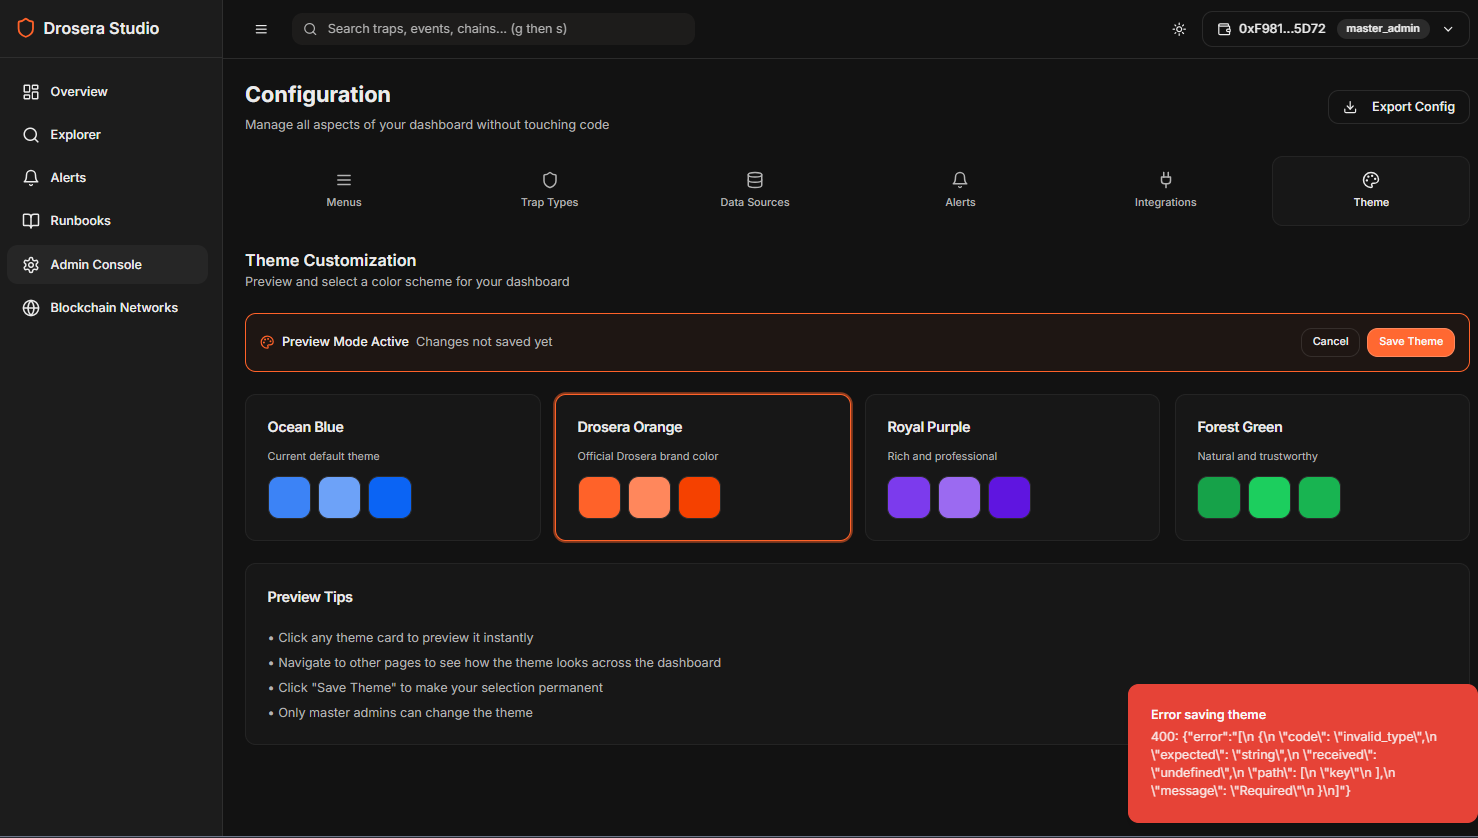 Drosera Studio
Search traps, events, chains... (g then s)
0xF981...5D72
master_admin
Overview
Explorer
Alerts
Runbooks
Admin Console
Blockchain Networks
Configuration
Manage all aspects of your dashboard without touching code
Export Config
Menus
Trap Types
Data Sources
Alerts
Integrations
Theme
Theme Customization
Preview and select a color scheme for your dashboard
Preview Mode Active Changes not saved yet
Cancel
Save Theme
Ocean Blue
Current default theme
Drosera Orange
Official Drosera brand color
Royal Purple
Rich and professional
Forest Green
Natural and trustworthy
Preview Tips
• Click any theme card to preview it instantly
• Navigate to other pages to see how the theme looks across the dashboard
• Click "Save Theme" to make your selection permanent
• Only master admins can change the theme
Error saving theme
400: {"error":"[\n {\n \"code\": \"invalid_type\",\n
\"expected\": \"string\",\n \"received\":
\"undefined\",\n \"path\": [\n \"key\"\n ],\n
\"message\": \"Required\"\n }\n]"}